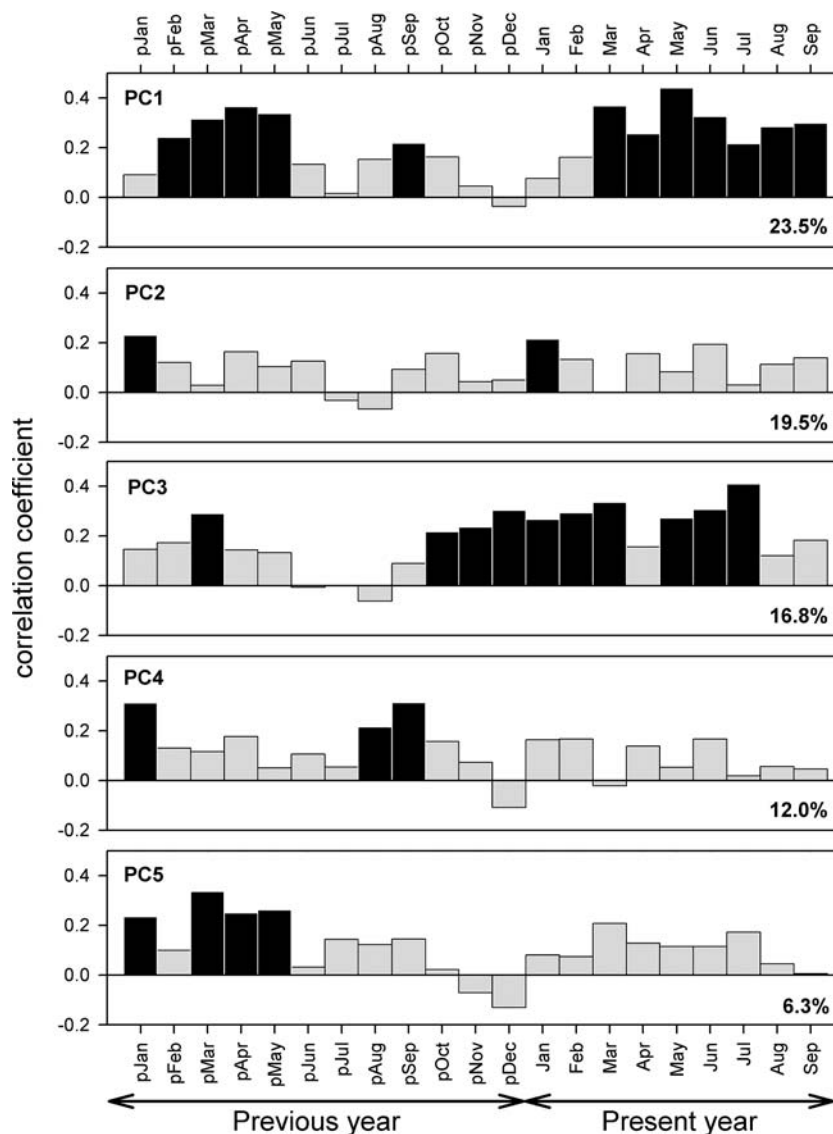 pJan pFeb pMar pApr pMay pJun pJul pAug pSep pOct pNov pDec Jan Feb Mar Apr May Jun Jul Aug Sep
0.4
PC1
0.2
0.0
-0.2
23.5%
0.4
PC2
0.2
0.0
-0.2
19.5%
correlation coefficient
0.4
PC3
0.2
0.0
-0.2
16.8%
0.4
PC4
0.2
0.0
-0.2
12.0%
0.4
PC5
0.2
0.0
-0.2
6.3%
pJan pFeb pMar pApr pMay pJun pJul pAug pSep pOct pNov pDec Jan Feb Mar Apr May Jun Jul Aug Sep
Previous year Present year